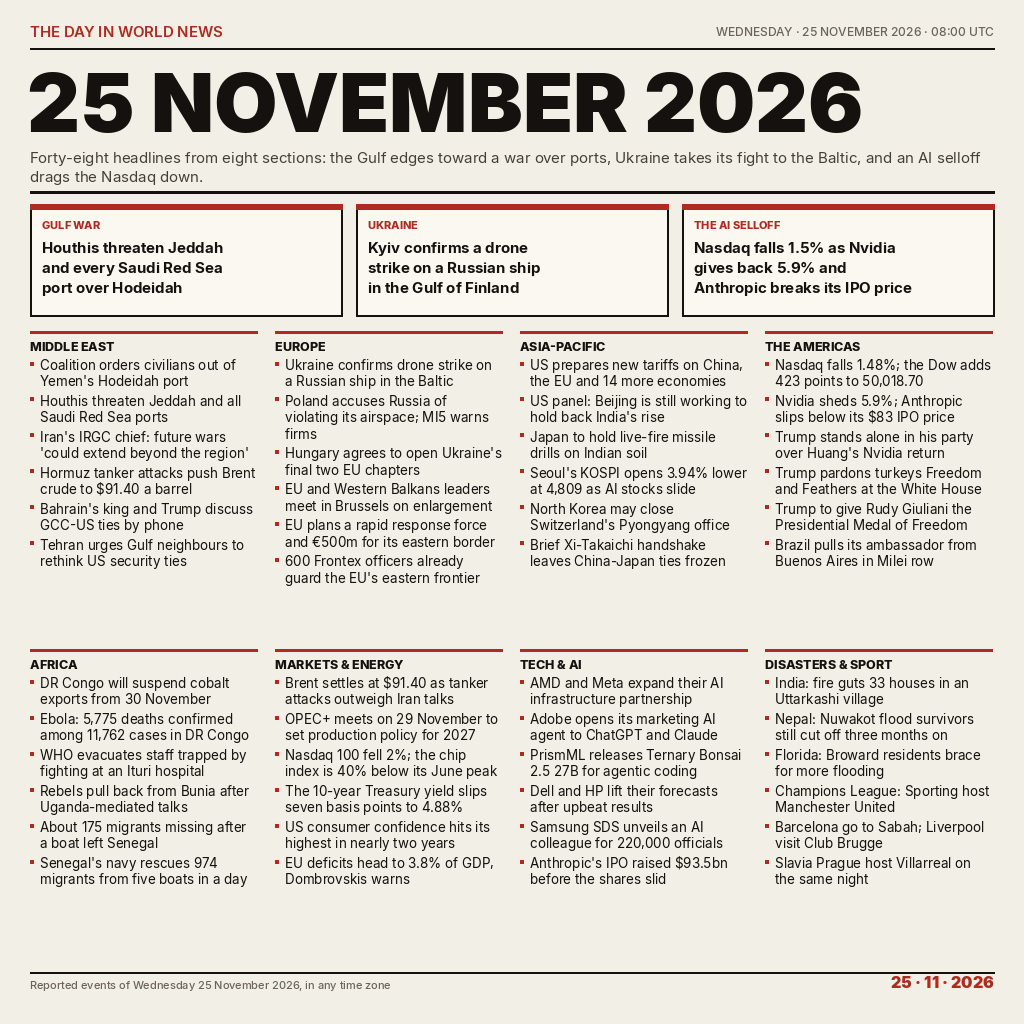 THE DAY IN WORLD NEWS
WEDNESDAY · 25 NOVEMBER 2026 · 08:00 UTC
25 NOVEMBER 2026
Forty-eight headlines from eight sections: the Gulf edges toward a war over ports, Ukraine takes its fight to the Baltic, and an AI selloff
drags the Nasdaq down.
GULF WAR
Houthis threaten Jeddah
and every Saudi Red Sea
port over Hodeidah
UKRAINE
Kyiv confirms a drone
strike on a Russian ship
in the Gulf of Finland
THE AI SELLOFF
Nasdaq falls 1.5% as Nvidia
gives back 5.9% and
Anthropic breaks its IPO price
MIDDLE EAST
Coalition orders civilians out of
Yemen's Hodeidah port
Houthis threaten Jeddah and all
Saudi Red Sea ports
Iran's IRGC chief: future wars
'could extend beyond the region'
Hormuz tanker attacks push Brent
crude to $91.40 a barrel
Bahrain's king and Trump discuss
GCC-US ties by phone
Tehran urges Gulf neighbours to
rethink US security ties
EUROPE
Ukraine confirms drone strike on
a Russian ship in the Baltic
Poland accuses Russia of
violating its airspace; MI5 warns
firms
Hungary agrees to open Ukraine's
final two EU chapters
EU and Western Balkans leaders
meet in Brussels on enlargement
EU plans a rapid response force
and €500m for its eastern border
600 Frontex officers already
guard the EU's eastern frontier
ASIA-PACIFIC
US prepares new tariffs on China,
the EU and 14 more economies
US panel: Beijing is still working to
hold back India's rise
Japan to hold live-fire missile
drills on Indian soil
Seoul's KOSPI opens 3.94% lower
at 4,809 as AI stocks slide
North Korea may close
Switzerland's Pyongyang office
Brief Xi-Takaichi handshake
leaves China-Japan ties frozen
THE AMERICAS
Nasdaq falls 1.48%; the Dow adds
423 points to 50,018.70
Nvidia sheds 5.9%; Anthropic
slips below its $83 IPO price
Trump stands alone in his party
over Huang's Nvidia return
Trump pardons turkeys Freedom
and Feathers at the White House
Trump to give Rudy Giuliani the
Presidential Medal of Freedom
Brazil pulls its ambassador from
Buenos Aires in Milei row
AFRICA
DR Congo will suspend cobalt
exports from 30 November
Ebola: 5,775 deaths confirmed
among 11,762 cases in DR Congo
WHO evacuates staff trapped by
fighting at an Ituri hospital
Rebels pull back from Bunia after
Uganda-mediated talks
About 175 migrants missing after
a boat left Senegal
Senegal's navy rescues 974
migrants from five boats in a day
MARKETS & ENERGY
Brent settles at $91.40 as tanker
attacks outweigh Iran talks
OPEC+ meets on 29 November to
set production policy for 2027
Nasdaq 100 fell 2%; the chip
index is 40% below its June peak
The 10-year Treasury yield slips
seven basis points to 4.88%
US consumer confidence hits its
highest in nearly two years
EU deficits head to 3.8% of GDP,
Dombrovskis warns
TECH & AI
AMD and Meta expand their AI
infrastructure partnership
Adobe opens its marketing AI
agent to ChatGPT and Claude
PrismML releases Ternary Bonsai
2.5 27B for agentic coding
Dell and HP lift their forecasts
after upbeat results
Samsung SDS unveils an AI
colleague for 220,000 officials
Anthropic's IPO raised $93.5bn
before the shares slid
DISASTERS & SPORT
India: fire guts 33 houses in an
Uttarkashi village
Nepal: Nuwakot flood survivors
still cut off three months on
Florida: Broward residents brace
for more flooding
Champions League: Sporting host
Manchester United
Barcelona go to Sabah; Liverpool
visit Club Brugge
Slavia Prague host Villarreal on
the same night
Reported events of Wednesday 25 November 2026, in any time zone
25 · 11 · 2026